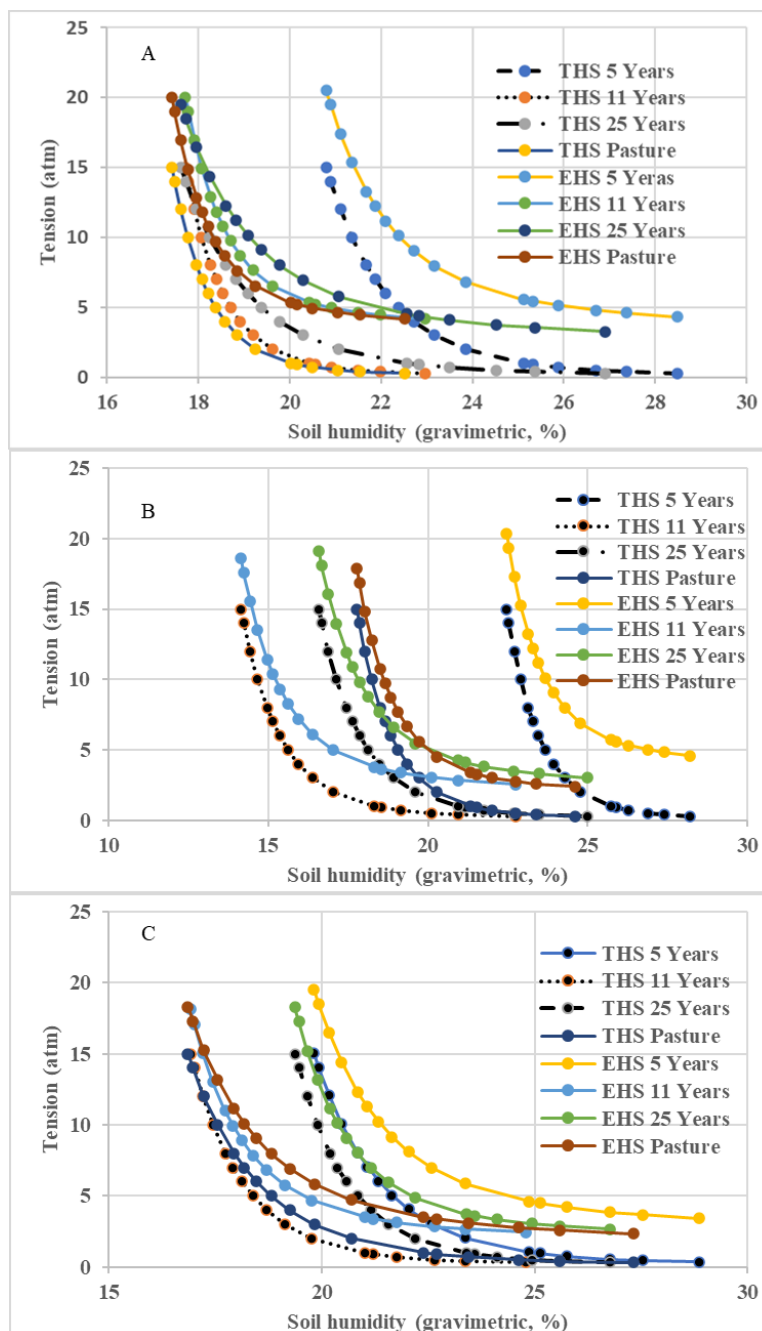 A
25
20
15
10
5
0
Tension (atm)
16 18 20 22 24 26 28 30
Soil humidity (gravimetric, %)
THS 5 Years
THS 11 Years
THS 25 Years
THS Pasture
EHS 5 Yeras
EHS 11 Years
EHS 25 Years
EHS Pasture
B
25
20
15
10
5
0
Tension (atm)
10 15 20 25 30
Soil humidity (gravimetric, %)
THS 5 Years
THS 11 Years
THS 25 Years
THS Pasture
EHS 5 Years
EHS 11 Years
EHS 25 Years
EHS Pasture
C
25
20
15
10
5
0
Tension (atm)
15 20 25 30
Soil humidity (gravimetric, %)
THS 5 Years
THS 11 Years
THS 25 Years
THS Pasture
EHS 5 Years
EHS 11 Years
EHS 25 Years
EHS Pasture